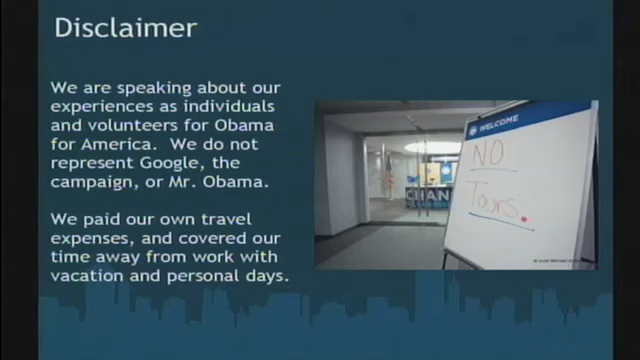 Disclaimer
We are speaking about our
experiences as individuals
and volunteers for Obama
for America. We do not
represent Google, the
campaign, or Mr. Obama.
We paid our own travel
expenses, and covered our
time away from work with
vacation and personal days.
WELCOME
NO
Tours.
CHAN